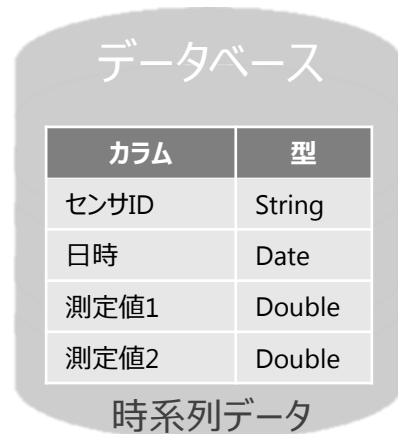 データベース
カラム 型
センサID String
日時 Date
測定値1 Double
測定値2 Double
時系列データ